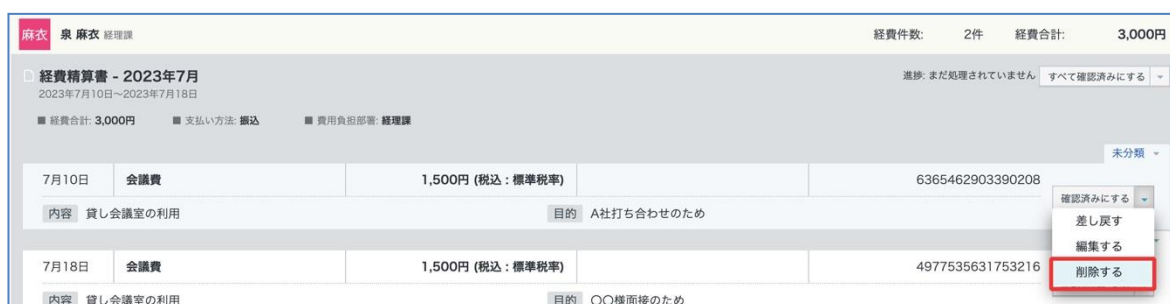 麻衣 泉 麻衣 経理課 経費件数: 2件 経費合計: 3,000円
経費精算書 - 2023年7月 進捗: まだ処理されていません すべて確認済みにする
2023年7月10日～2023年7月18日
■ 経費合計: 3,000円 ■ 支払い方法: 振込 ■ 費用負担部署: 経理課
未分類
7月10日 会議費 1,500円 (税込 : 標準税率) 6365462903390208
確認済みにする
内容 貸し会議室の利用 目的 A社打ち合わせのため
差し戻す
編集する
7月18日 会議費 1,500円 (税込 : 標準税率) 4977535631753216
削除する
内容 貸し会議室の利用 目的 〇〇様面接のため